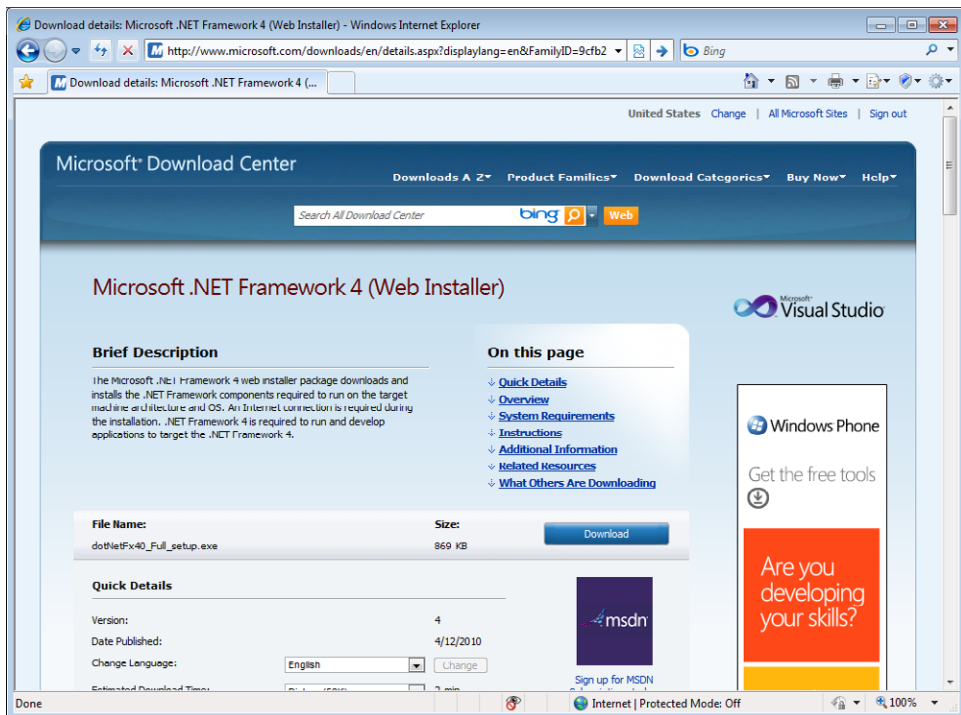 Download details: Microsoft .NET Framework 4 (Web Installer) - Windows Internet Explorer
http://www.microsoft.com/downloads/en/details.aspx?displaylang=en&FamilyID=9cfb2
Bing
Download details: Microsoft .NET Framework 4 (...
United States Change | All Microsoft Sites | Sign out
Microsoft Download Center
Downloads A Z Product Families Download Categories Buy Now Help
Search All Download Center bing Web
Microsoft .NET Framework 4 (Web Installer)
Microsoft Visual Studio
Brief Description
The Microsoft .NET Framework 4 web installer package downloads and
installs the .NET Framework components required to run on the target
machine architecture and OS. An Internet connection is required during
the installation. .NET Framework 4 is required to run and develop
applications to target the .NET Framework 4.
On this page
Quick Details
Overview
System Requirements
Instructions
Additional Information
Related Resources
What Others Are Downloading
Windows Phone
Get the free tools
File Name: Size:
dotNetFx40_Full_setup.exe 869 KB
Download
Are you
developing
your skills?
Quick Details
Version: 4
Date Published: 4/12/2010
Change Language: English Change
Estimated Download Time: 2 min
msdn
Sign up for MSDN
Done
Internet | Protected Mode: Off
100%